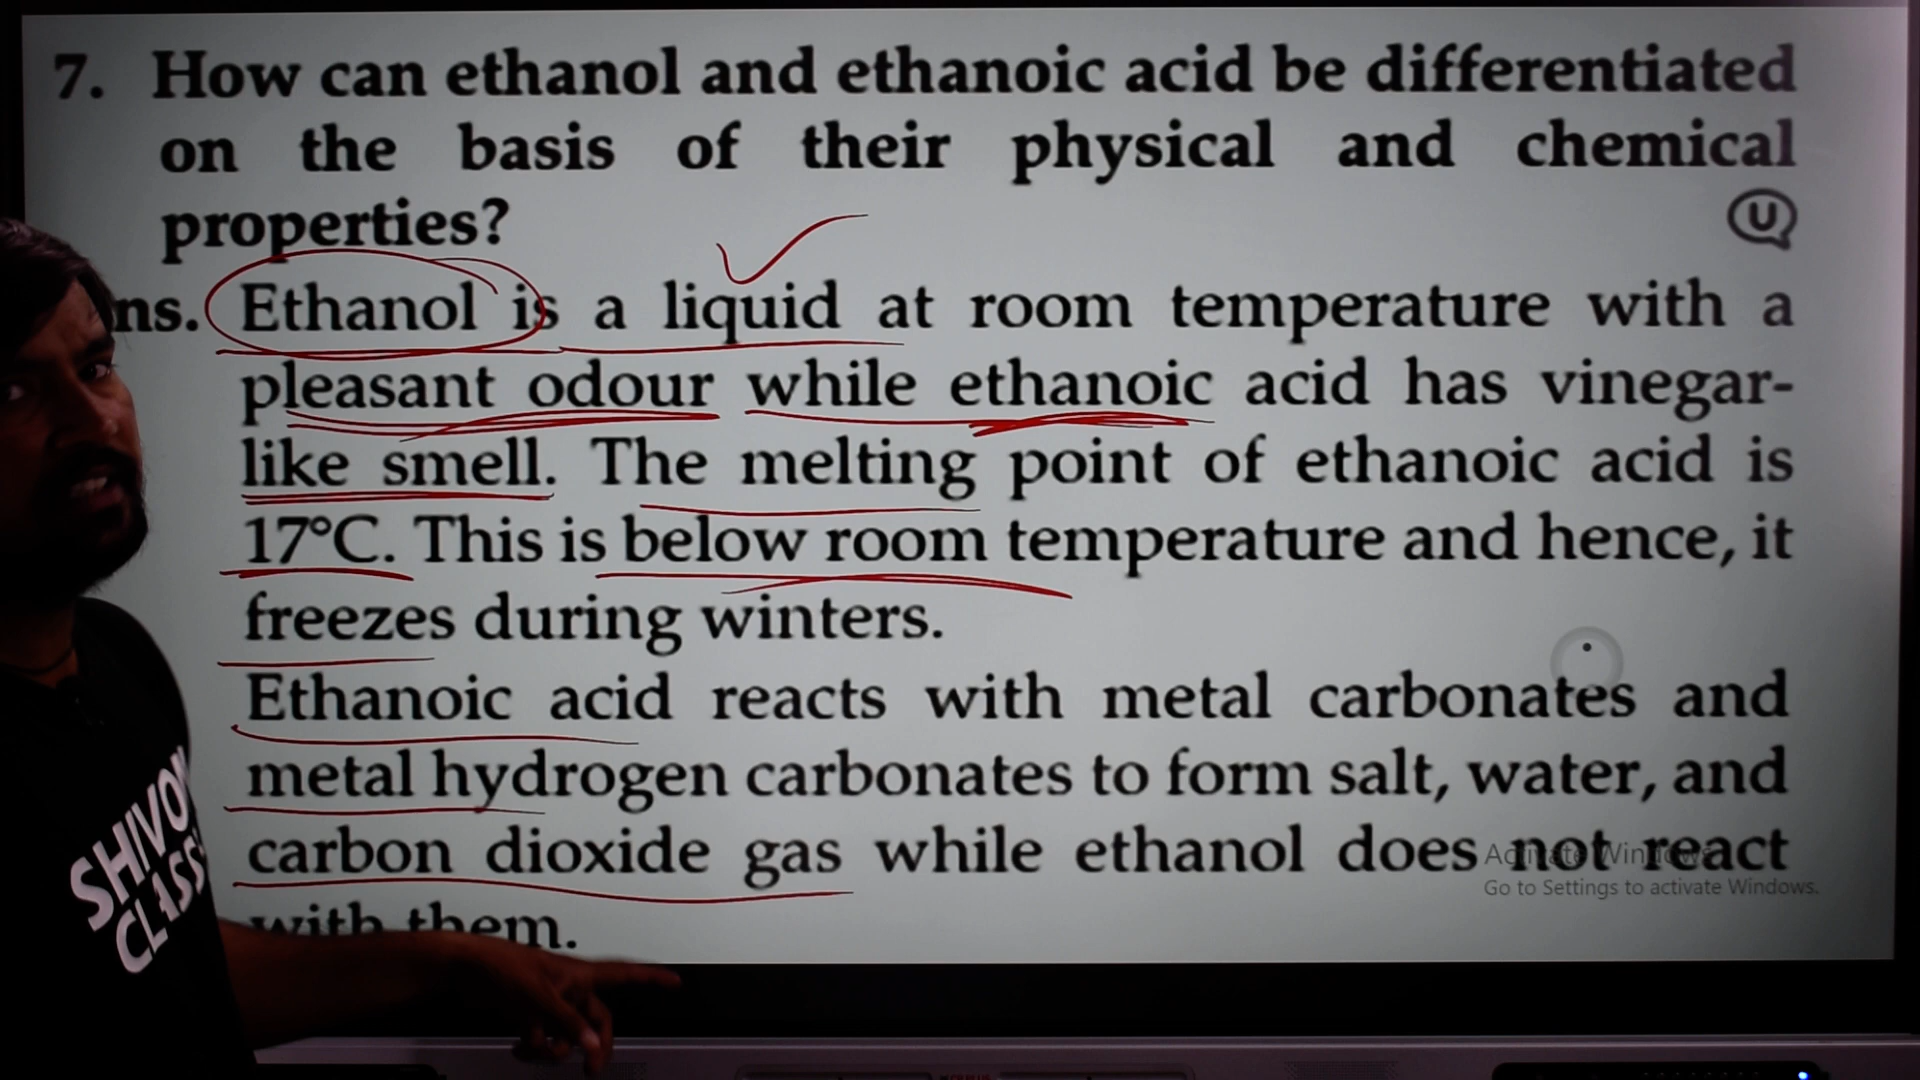 7. How can ethanol and ethanoic acid be differentiated
on the basis of their physical and chemical
properties?
U
ns. Ethanol is a liquid at room temperature with a
pleasant odour while ethanoic acid has vinegar-
like smell. The melting point of ethanoic acid is
17°C. This is below room temperature and hence, it
freezes during winters.
Ethanoic acid reacts with metal carbonates and
metal hydrogen carbonates to form salt, water, and
carbon dioxide gas while ethanol does not react
with them.
Activate Windows
Go to Settings to activate Windows.
SHIVO
CLASS